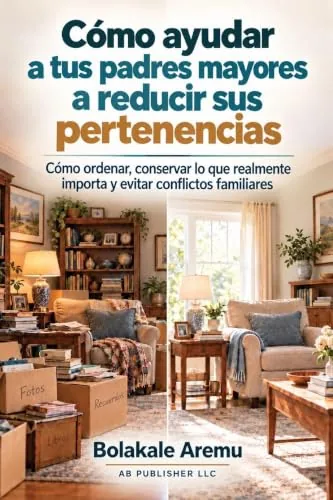 Cómo ayudar
a tus padres mayores
a reducir sus
pertenencias
Cómo ordenar, conservar lo que realmente
importa y evitar conflictos familiares
Fotos
Recuerdos
Libros
Bolakale Aremu
AB PUBLISHER LLC